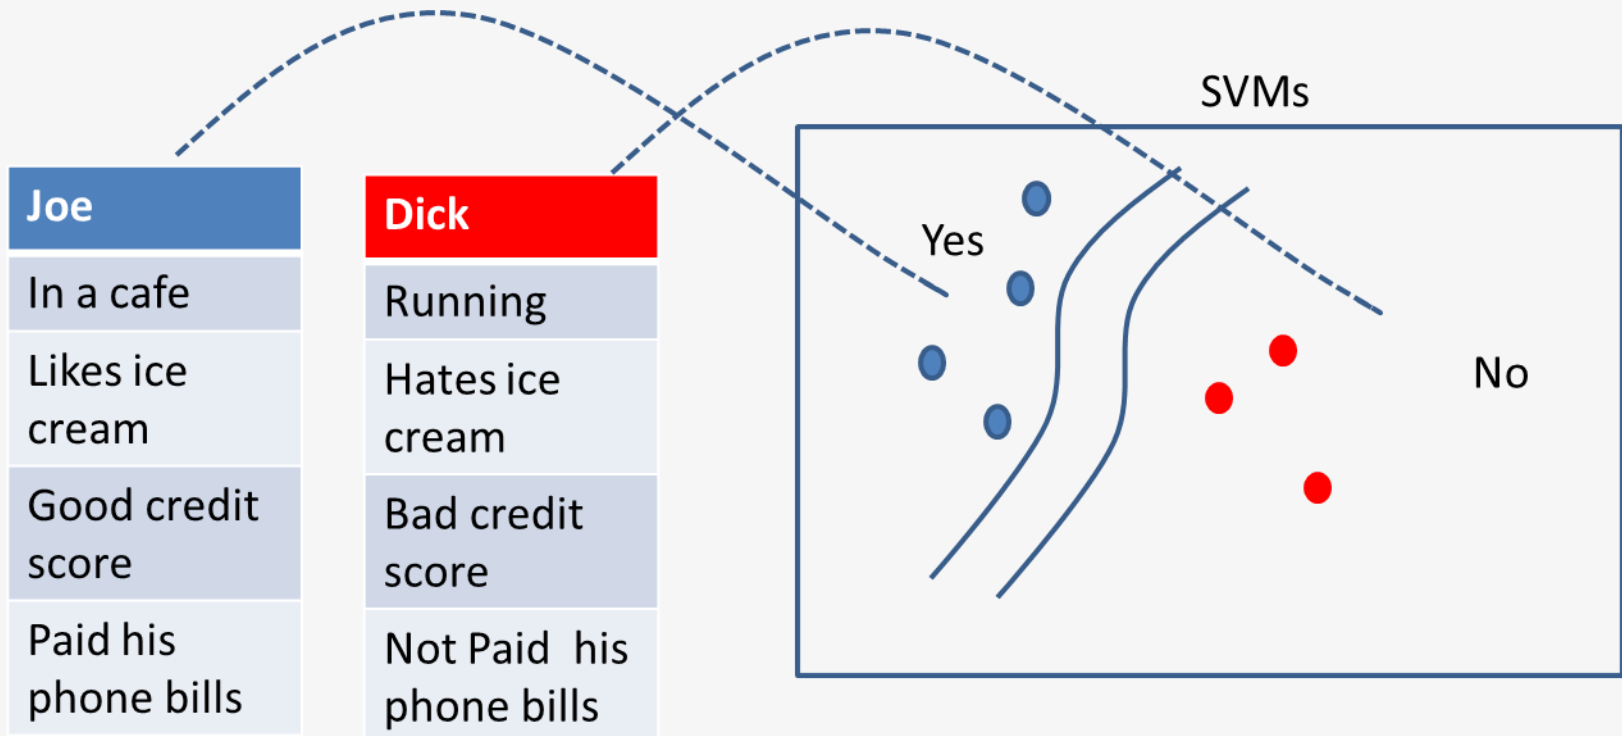 SVMs
Joe
In a cafe
Likes ice
cream
Good credit
score
Paid his
phone bills
Dick
Running
Hates ice
cream
Bad credit
score
Not Paid  his
phone bills
Yes
No